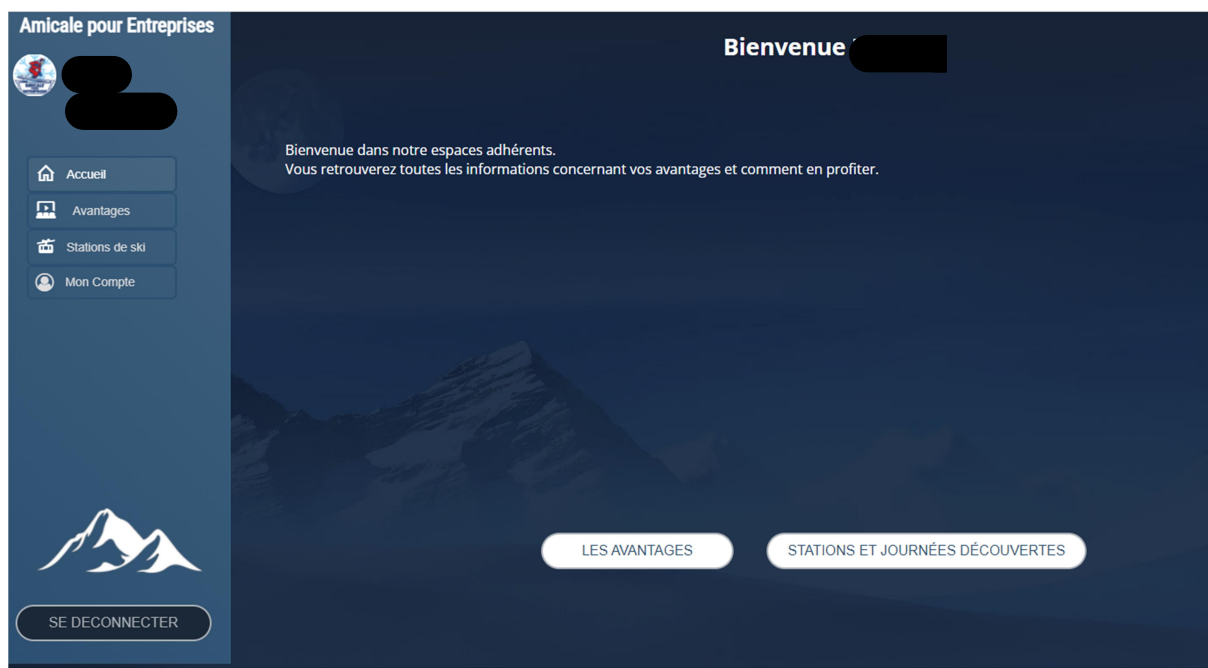 Amicale pour Entreprises
Bienvenue
Bienvenue dans notre espaces adhérents.
Vous retrouverez toutes les informations concernant vos avantages et comment en profiter.
Accueil
Avantages
Stations de ski
Mon Compte
LES AVANTAGES
STATIONS ET JOURNÉES DÉCOUVERTES
SE DECONNECTER